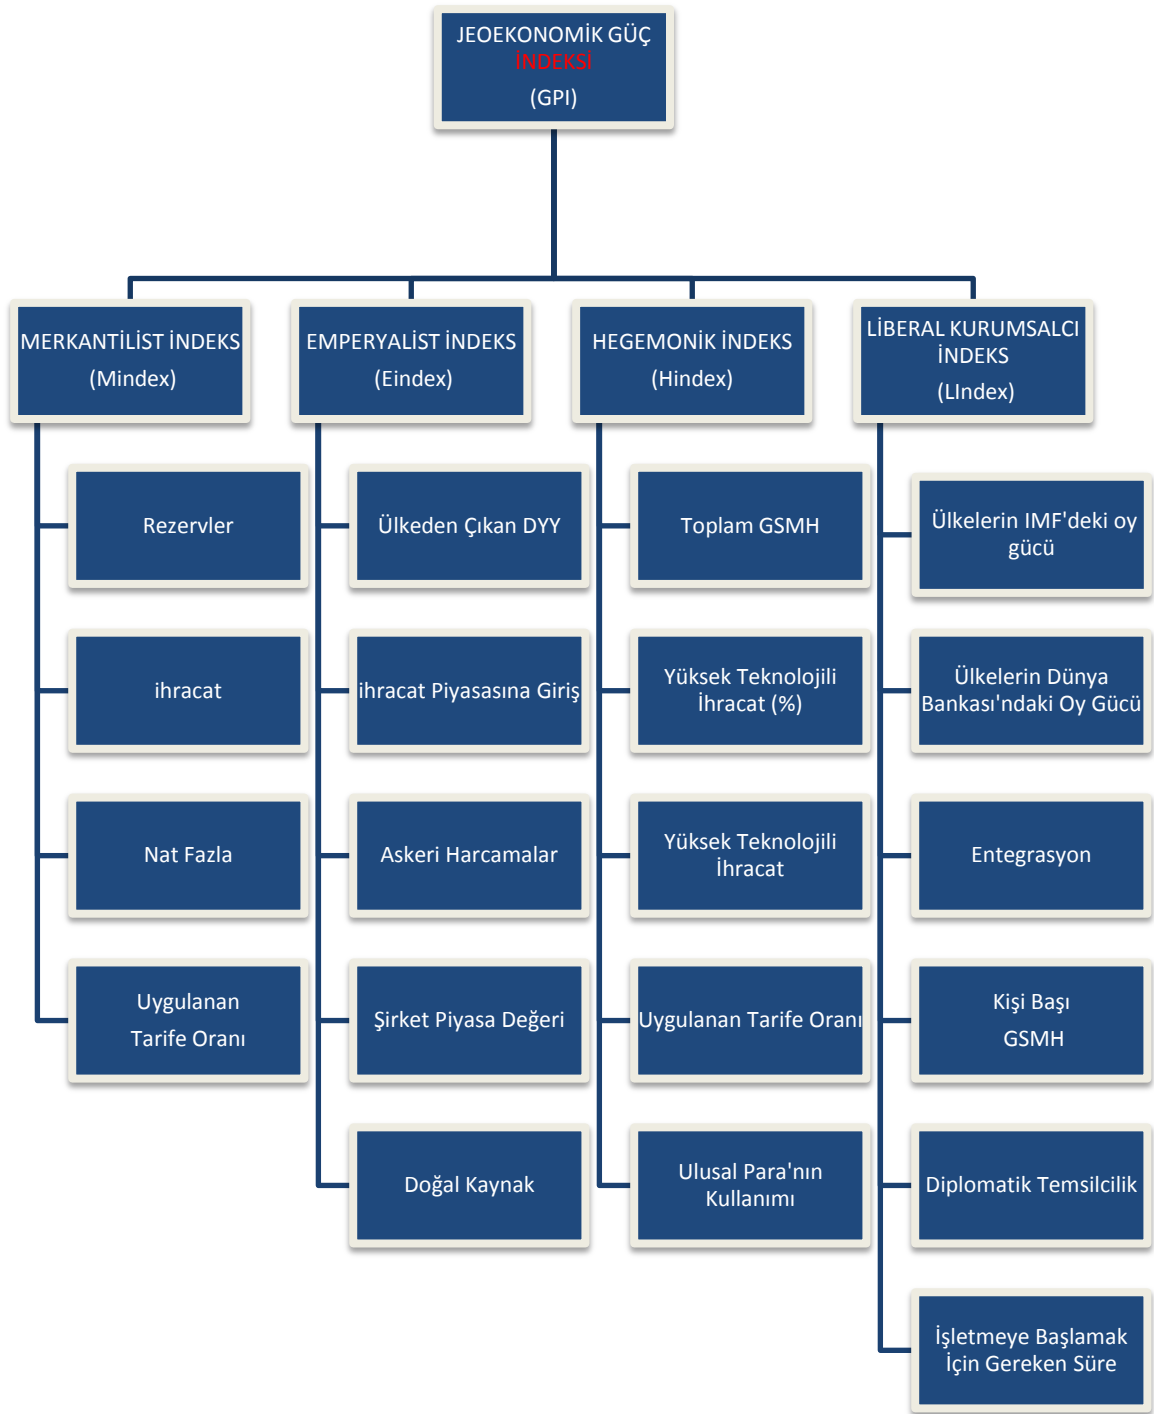 JEOEKONOMİK GÜÇ
İNDEKSİ
(GPI)
MERKANTİLİST İNDEKS
(Mindex)
EMPERYALİST İNDEKS
(Eindex)
HEGEMONİK İNDEKS
(Hindex)
LİBERAL KURUMSALCI
İNDEKS
(LIndex)
Rezervler
ihracat
Nat Fazla
Uygulanan
Tarife Oranı
Ülkeden Çıkan DYY
ihracat Piyasasına Giriş
Askeri Harcamalar
Şirket Piyasa Değeri
Doğal Kaynak
Toplam GSMH
Yüksek Teknolojili
İhracat (%)
Yüksek Teknolojili
İhracat
Uygulanan Tarife Oranı
Ulusal Para'nın
Kullanımı
Ülkelerin IMF'deki oy
gücü
Ülkelerin Dünya
Bankası'ndaki Oy Gücü
Entegrasyon
Kişi Başı
GSMH
Diplomatik Temsilcilik
İşletmeye Başlamak
İçin Gereken Süre